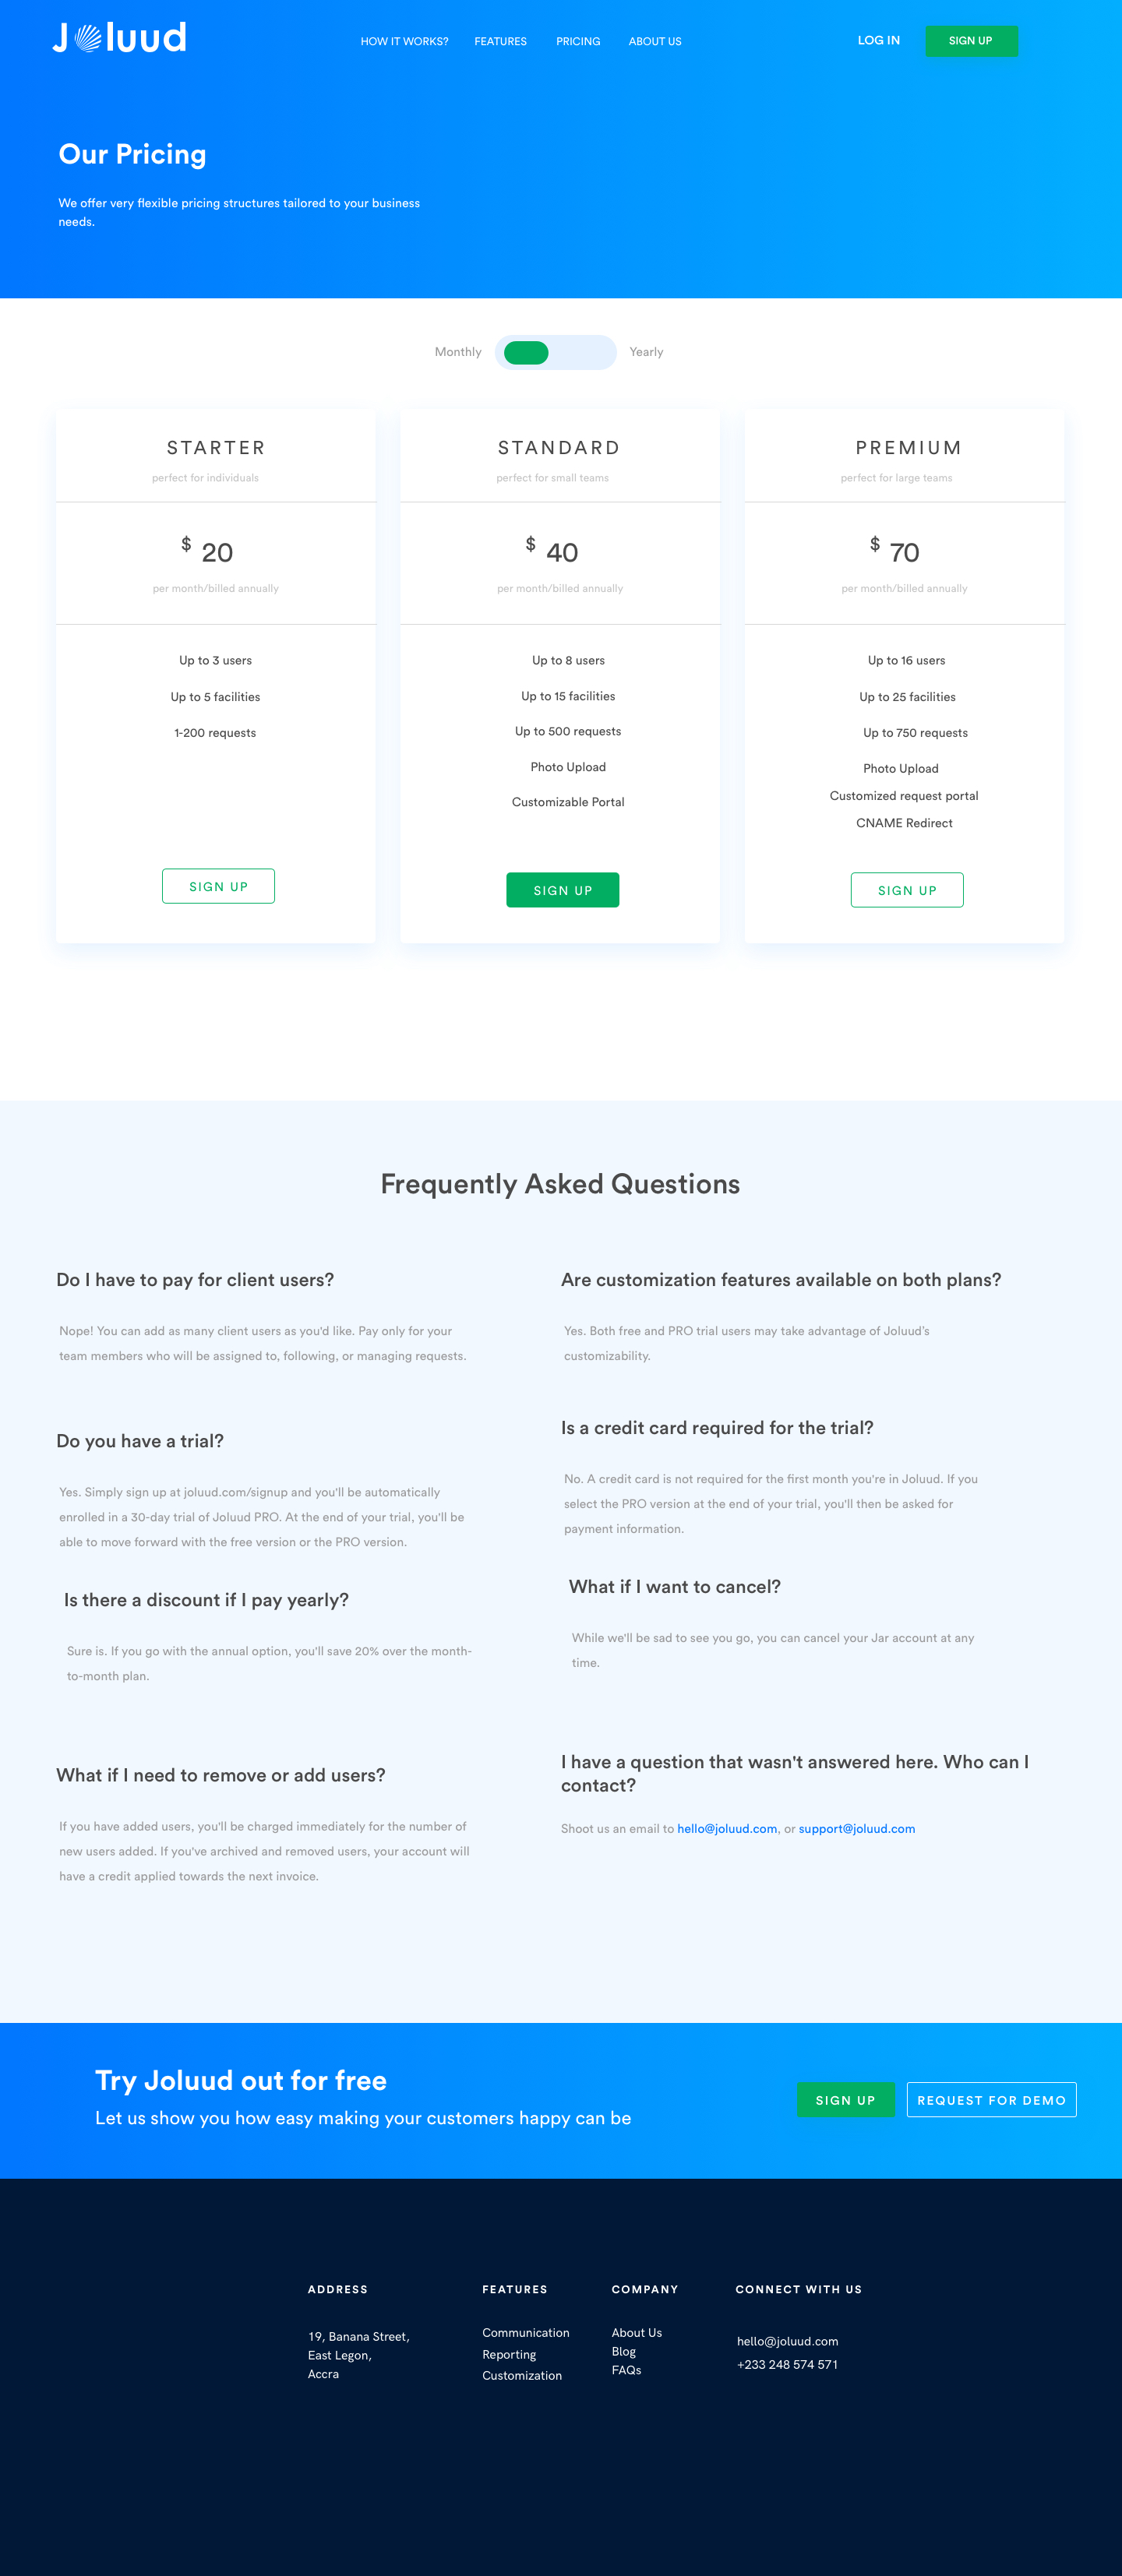 Joluud
HOW IT WORKS? FEATURES PRICING ABOUT US LOG IN SIGN UP
Our Pricing
We offer very flexible pricing structures tailored to your business
needs.
Monthly Yearly
STARTER
perfect for individuals
$ 20
per month/billed annually
Up to 3 users
Up to 5 facilities
1-200 requests
SIGN UP
STANDARD
perfect for small teams
$ 40
per month/billed annually
Up to 8 users
Up to 15 facilities
Up to 500 requests
Photo Upload
Customizable Portal
SIGN UP
PREMIUM
perfect for large teams
$ 70
per month/billed annually
Up to 16 users
Up to 25 facilities
Up to 750 requests
Photo Upload
Customized request portal
CNAME Redirect
SIGN UP
Frequently Asked Questions
Do I have to pay for client users?
Nope! You can add as many client users as you'd like. Pay only for your
team members who will be assigned to, following, or managing requests.
Are customization features available on both plans?
Yes. Both free and PRO trial users may take advantage of Joluud’s
customizability.
Do you have a trial?
Yes. Simply sign up at joluud.com/signup and you'll be automatically
enrolled in a 30-day trial of Joluud PRO. At the end of your trial, you'll be
able to move forward with the free version or the PRO version.
Is a credit card required for the trial?
No. A credit card is not required for the first month you're in Joluud. If you
select the PRO version at the end of your trial, you'll then be asked for
payment information.
Is there a discount if I pay yearly?
Sure is. If you go with the annual option, you'll save 20% over the month-
to-month plan.
What if I want to cancel?
While we'll be sad to see you go, you can cancel your Jar account at any
time.
What if I need to remove or add users?
If you have added users, you'll be charged immediately for the number of
new users added. If you've archived and removed users, your account will
have a credit applied towards the next invoice.
I have a question that wasn't answered here. Who can I
contact?
Shoot us an email to hello@joluud.com, or support@joluud.com
Try Joluud out for free
Let us show you how easy making your customers happy can be
SIGN UP REQUEST FOR DEMO
ADDRESS
19, Banana Street,
East Legon,
Accra
FEATURES
Communication
Reporting
Customization
COMPANY
About Us
Blog
FAQs
CONNECT WITH US
hello@joluud.com
+233 248 574 571